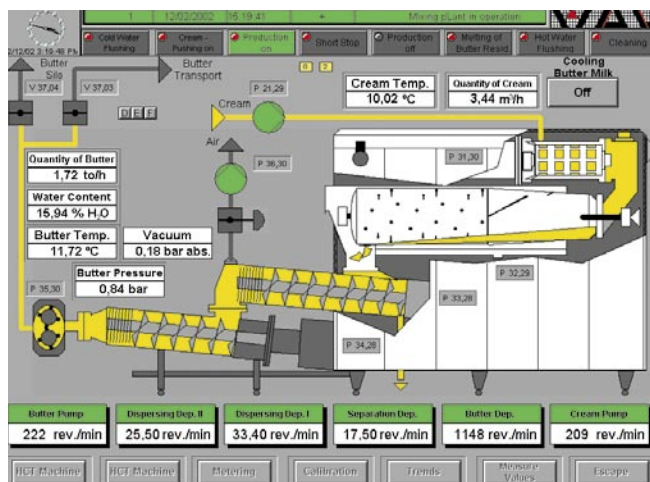 1 12/02/2002 15:19:41 + Mixing pLant in operation
2/12/02 3:19:48 PM
Cold Water
Flushing
Cream -
Pushing on
Production
on
Short Stop
Production
off
Melting of
Butter Resid.
Hot Water
Flushing
Cleaning
Butter
Silo
Butter
Transport
V 37,04
V 37,03
D E F
P 21,29
Cream
Cream Temp.
10,02 ºC
Quantity of Cream
3,44 m³/h
Cooling
Butter Milk
Off
Air
P 36,30
P 31,30
Quantity of Butter
1,72 to/h
Water Content
15,94 % H₂O
Butter Temp.
11,72 ºC
Vacuum
0,18 bar abs.
Butter Pressure
0,84 bar
P 35,30
P 32,29
P 33,28
P 34,28
Butter Pump
222 rev./min
Dispersing Dep. II
25,50 rev./min
Dispersing Dep. I
33,40 rev./min
Separation Dep.
17,50 rev./min
Butter Dep.
1148 rev./min
Cream Pump
209 rev./min
HCT Machine
HCT Machine
Metering
Calibration
Trends
Measure
Values
Escape